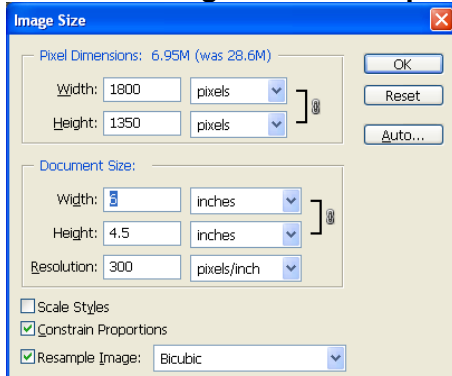 Image Size
Pixel Dimensions: 6.95M (was 28.6M)
OK
Width: 1800 pixels
Reset
Height: 1350 pixels
Auto...
Document Size:
Width: 6 inches
Height: 4.5 inches
Resolution: 300 pixels/inch
Scale Styles
Constrain Proportions
Resample Image: Bicubic